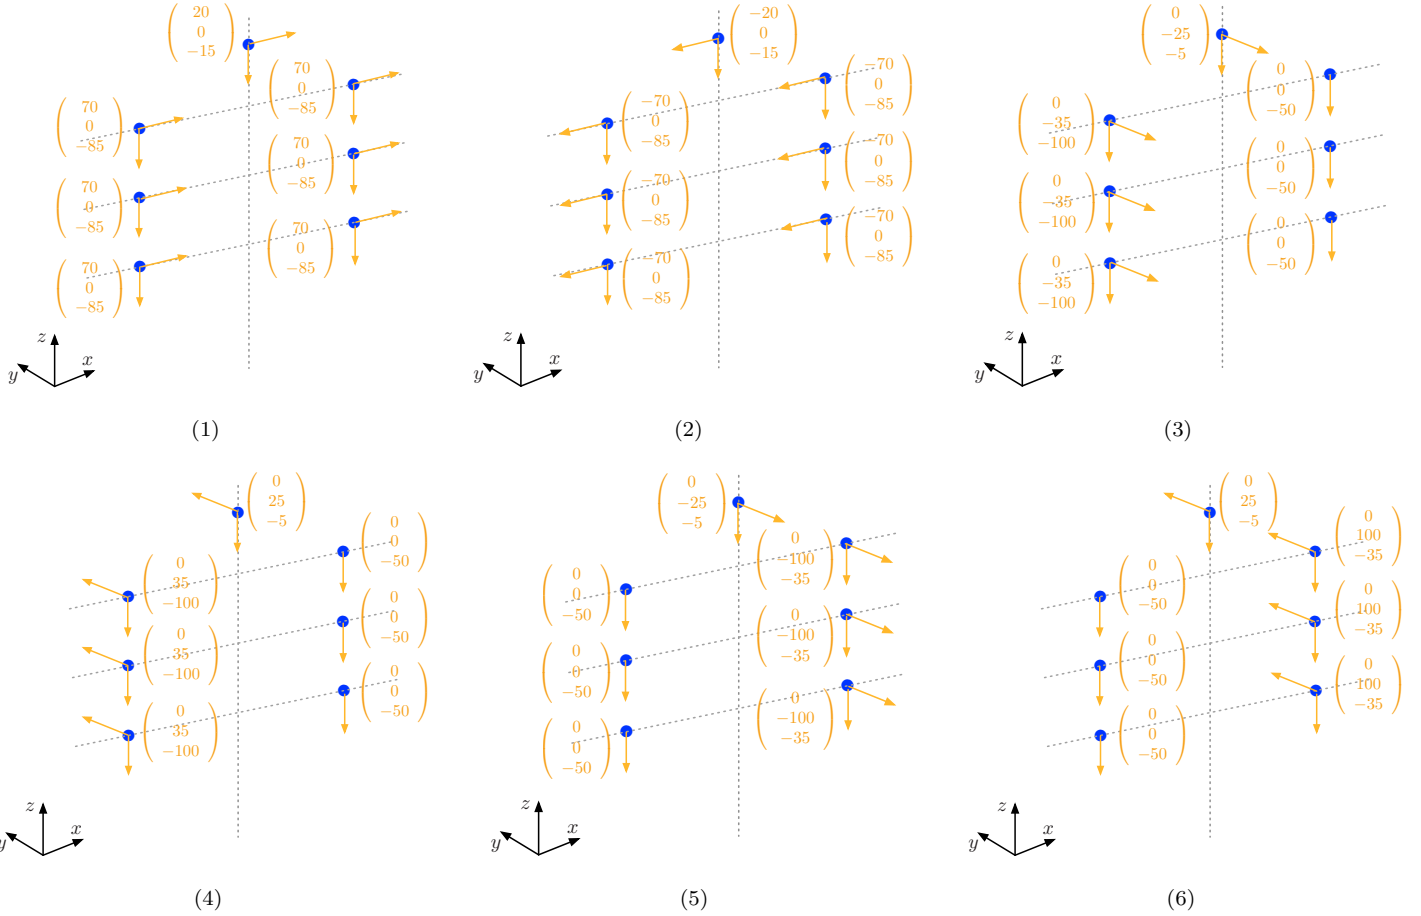 (20 0 −15)
(70 0 −85)
(70 0 −85)
(70 0 −85)
(70 0 −85)
(70 0 −85)
(70 0 −85)
z
y x
(1)
(−20 0 −15)
(−70 0 −85)
(−70 0 −85)
(−70 0 −85)
(−70 0 −85)
(−70 0 −85)
(−70 0 −85)
z
y x
(2)
(0 −25 −5)
(0 0 −50)
(0 −35 −100)
(0 0 −50)
(0 −35 −100)
(0 0 −50)
(0 −35 −100)
z
y x
(3)
(0 25 −5)
(0 0 −50)
(0 35 −100)
(0 0 −50)
(0 35 −100)
(0 0 −50)
(0 35 −100)
z
y x
(4)
(0 −25 −5)
(0 −100 −35)
(0 0 −50)
(0 −100 −35)
(0 0 −50)
(0 −100 −35)
(0 0 −50)
z
y x
(5)
(0 25 −5)
(0 100 −35)
(0 0 −50)
(0 100 −35)
(0 0 −50)
(0 100 −35)
(0 0 −50)
z
y x
(6)